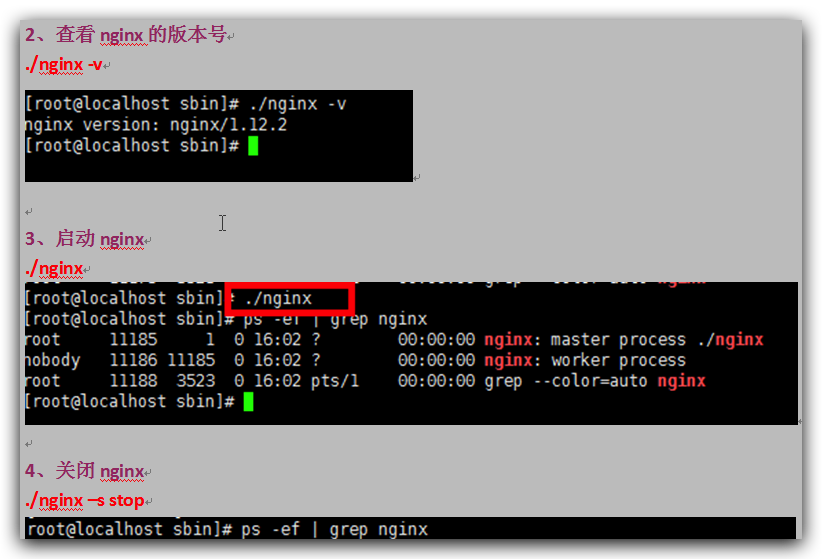 2、查看 nginx 的版本号
./nginx -v
[root@localhost sbin]# ./nginx -v
nginx version: nginx/1.12.2
[root@localhost sbin]#
3、启动 nginx
./nginx
[root@localhost sbin]# ./nginx
[root@localhost sbin]# ps -ef | grep nginx
root     11185     1  0 16:02 ?        00:00:00 nginx: master process ./nginx
nobody   11186 11185  0 16:02 ?        00:00:00 nginx: worker process
root     11188  3523  0 16:02 pts/1    00:00:00 grep --color=auto nginx
[root@localhost sbin]#
4、关闭 nginx
./nginx –s stop
root@localhost sbin]# ps -ef | grep nginx